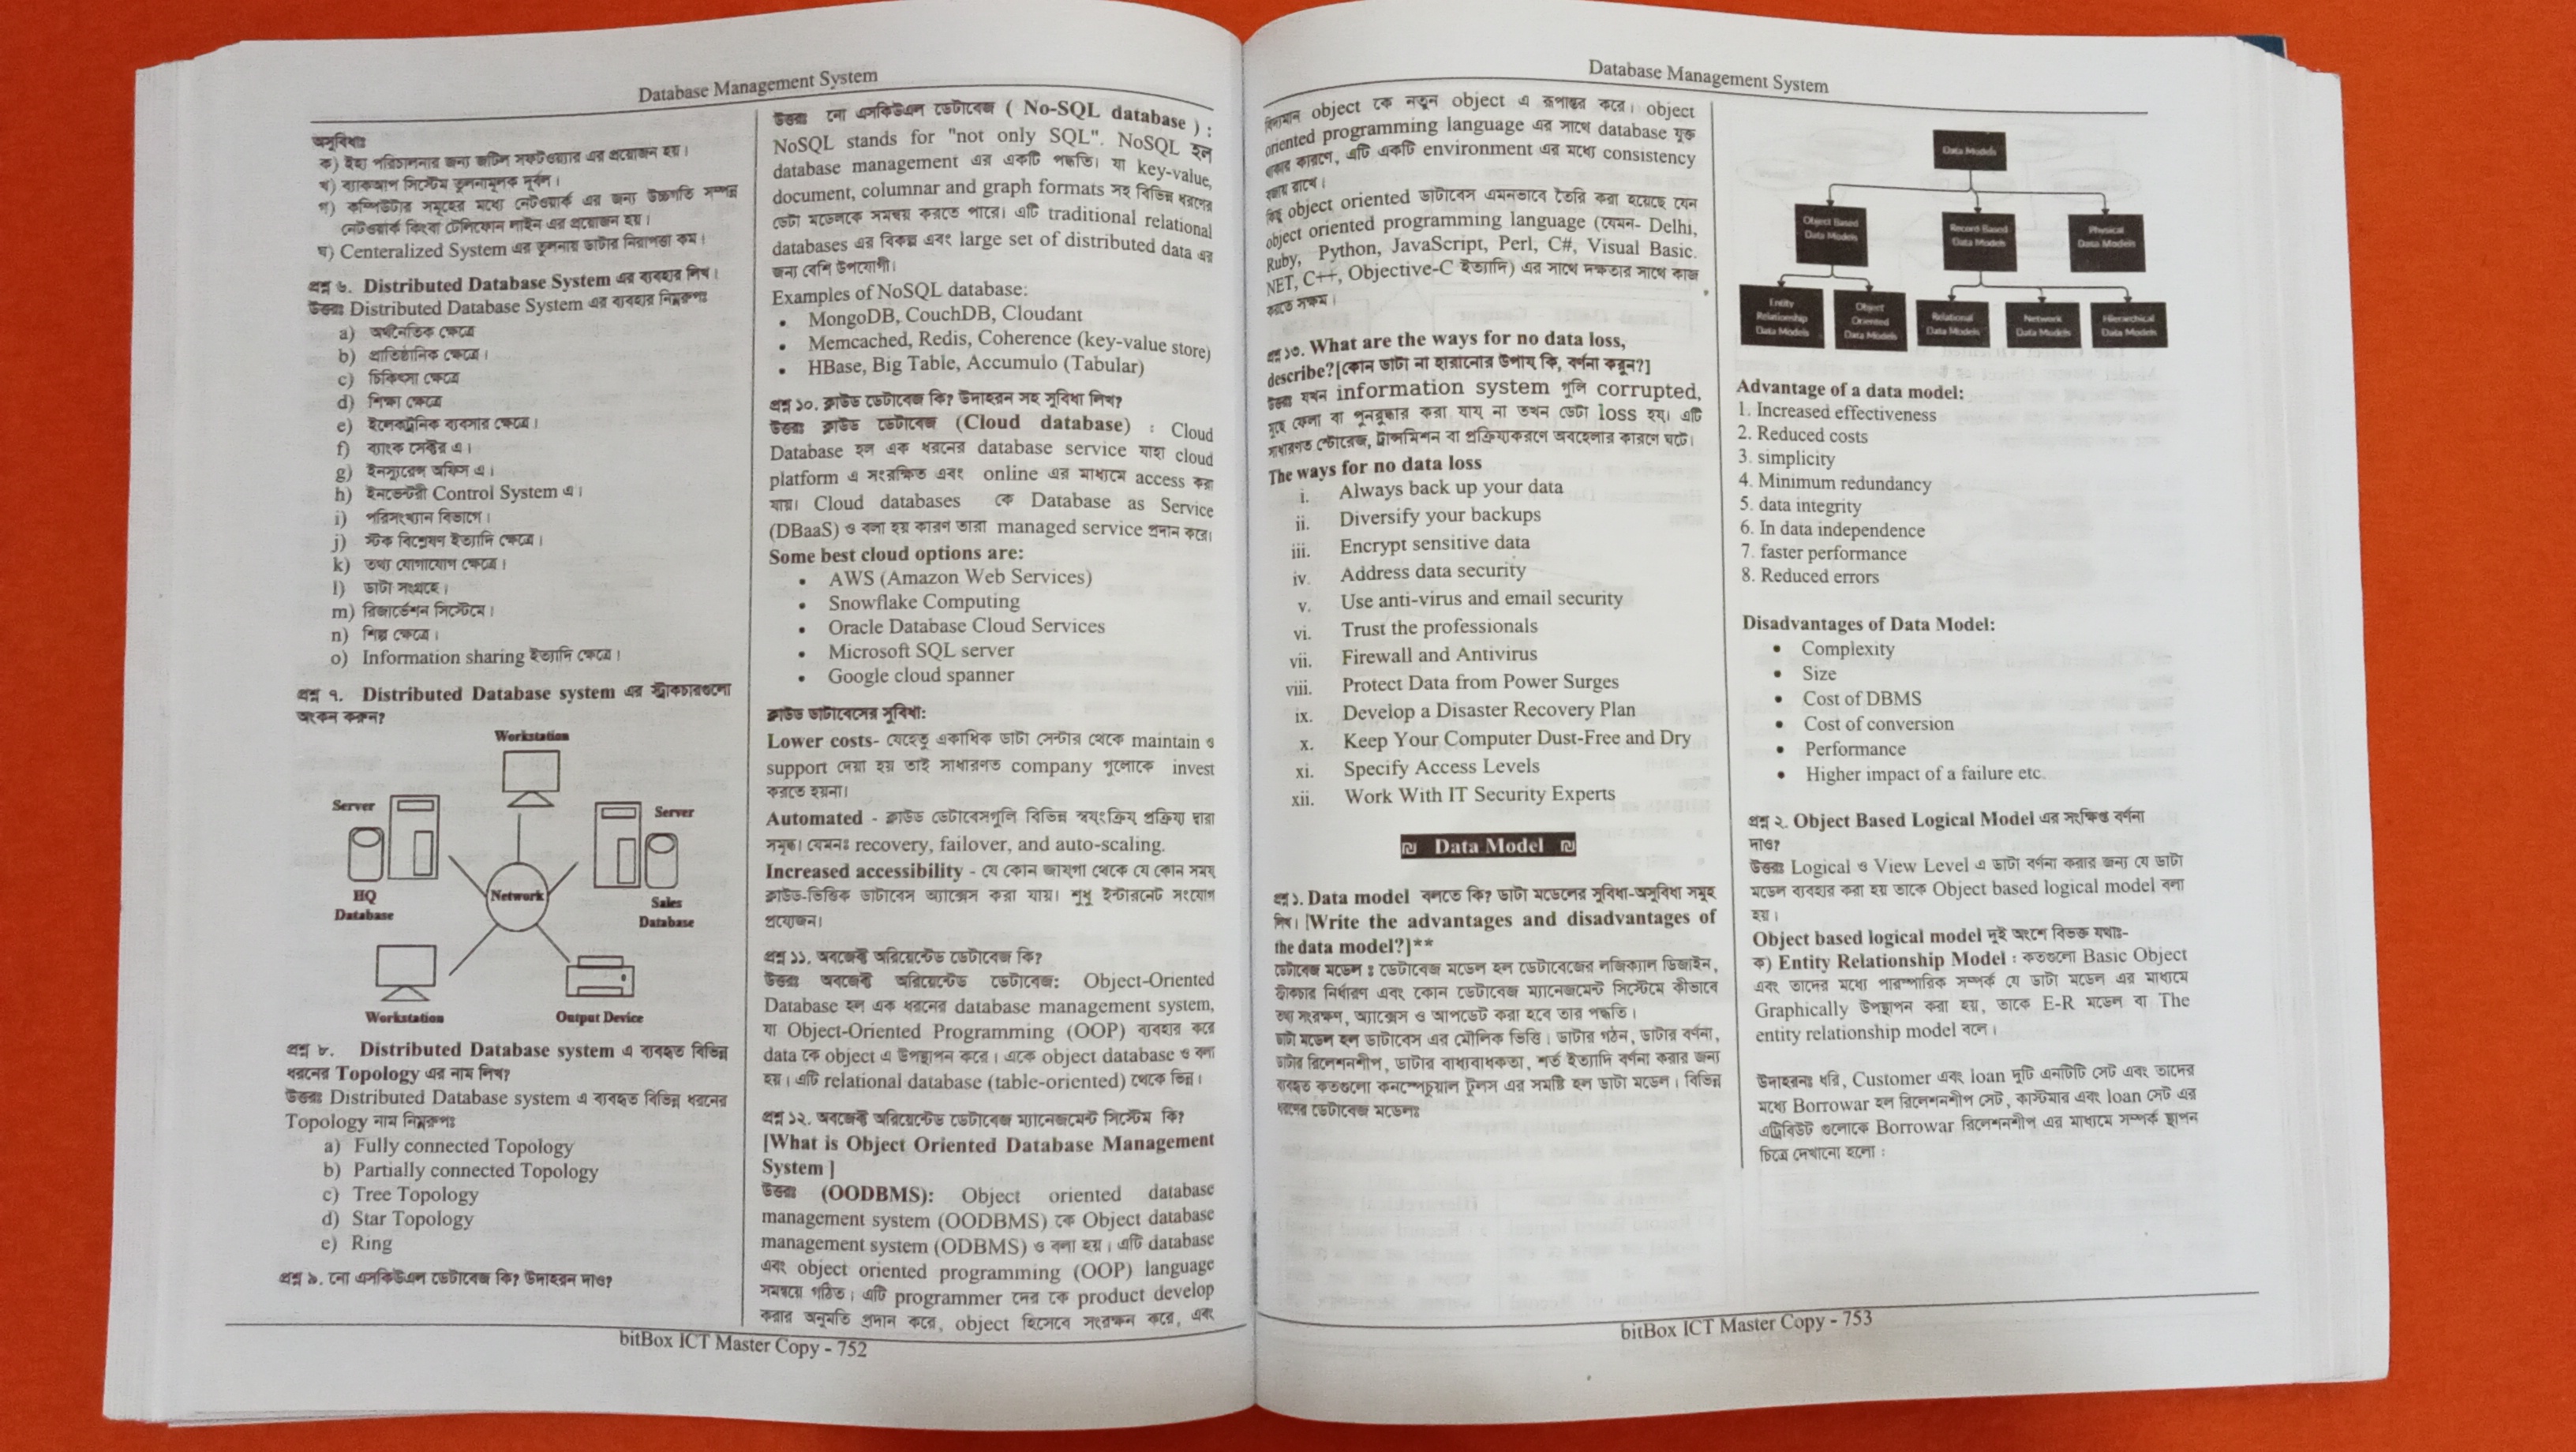 Database Management System
অসুবিধাঃ
ক) ইহা পরিচালনার জন্য জটিল সফটওয়্যার এর প্রয়োজন হয়।
খ) ব্যাকআপ সিস্টেম তুলনামূলক দূর্বল।
গ) কম্পিউটার সমূহের মধ্যে নেটওয়ার্ক এর জন্য উচ্চগতি সম্পন্ন
নেটওয়ার্ক কিংবা টেলিফোন লাইন এর প্রয়োজন হয়।
ঘ) Centeralized System এর তুলনায় ডাটার নিরাপত্তা কম।
প্রশ্ন ৬. Distributed Database System এর ব্যবহার লিখ।
উত্তরঃ Distributed Database System এর ব্যবহার নিম্নরুপঃ
a) অর্থনৈতিক ক্ষেত্রে
b) প্রাতিষ্ঠানিক ক্ষেত্রে।
c) চিকিৎসা ক্ষেত্রে
d) শিক্ষা ক্ষেত্রে
e) ইলেকট্রনিক ব্যবসার ক্ষেত্রে।
f) ব্যাংক সেক্টর এ।
g) ইনস্যুরেন্স অফিস এ।
h) ইনভেন্টরী Control System এ।
i) পরিসংখ্যান বিভাগে।
j) স্টক বিশ্লেষণ ইত্যাদি ক্ষেত্রে।
k) তথ্য যোগাযোগ ক্ষেত্রে।
l) ডাটা সংগ্রহে।
m) রিজার্ভেশন সিস্টেমে।
n) শিল্প ক্ষেত্রে।
o) Information sharing ইত্যাদি ক্ষেত্রে।
প্রশ্ন ৭. Distributed Database system এর স্ট্রাকচারগুলো
অংকন করুন?
Workstation
Server
Server
Network
HQ
Database
Sales
Database
Workstation
Output Device
প্রশ্ন ৮. Distributed Database system এ ব্যবহৃত বিভিন্ন
ধরনের Topology এর নাম লিখ?
উত্তরঃ Distributed Database system এ ব্যবহৃত বিভিন্ন ধরনের
Topology নাম নিম্নরুপঃ
a) Fully connected Topology
b) Partially connected Topology
c) Tree Topology
d) Star Topology
e) Ring
প্রশ্ন ৯. নো এসকিউএল ডেটাবেজ কি? উদাহরন দাও?
উত্তরঃ নো এসকিউএল ডেটাবেজ ( No-SQL database ) :
NoSQL stands for "not only SQL". NoSQL হল
database management এর একটি পদ্ধতি। যা key-value,
document, columnar and graph formats সহ বিভিন্ন ধরণের
ডেটা মডেলকে সমন্বয় করতে পারে। এটি traditional relational
databases এর বিকল্প এবং large set of distributed data এর
জন্য বেশি উপযোগী।
Examples of NoSQL database:
• MongoDB, CouchDB, Cloudant
• Memcached, Redis, Coherence (key-value store)
• HBase, Big Table, Accumulo (Tabular)
প্রশ্ন ১০. ক্লাউড ডেটাবেজ কি? উদাহরন সহ সুবিধা লিখ?
উত্তরঃ ক্লাউড ডেটাবেজ (Cloud database) : Cloud
Database হল এক ধরনের database service যাহা cloud
platform এ সংরক্ষিত এবং online এর মাধ্যমে access করা
যায়। Cloud databases কে Database as Service
(DBaaS) ও বলা হয় কারণ তারা managed service প্রদান করে।
Some best cloud options are:
• AWS (Amazon Web Services)
• Snowflake Computing
• Oracle Database Cloud Services
• Microsoft SQL server
• Google cloud spanner
ক্লাউড ডাটাবেসের সুবিধা:
Lower costs- যেহেতু একাধিক ডাটা সেন্টার থেকে maintain ও
support দেয়া হয় তাই সাধারণত company গুলোকে invest
করতে হয়না।
Automated - ক্লাউড ডেটাবেসগুলি বিভিন্ন স্বয়ংক্রিয় প্রক্রিয়া দ্বারা
সমৃদ্ধ। যেমনঃ recovery, failover, and auto-scaling.
Increased accessibility - যে কোন জায়গা থেকে যে কোন সময়
ক্লাউড-ভিত্তিক ডাটাবেস অ্যাক্সেস করা যায়। শুধু ইন্টারনেট সংযোগ
প্রয়োজন।
প্রশ্ন ১১. অবজেক্ট অরিয়েন্টেড ডেটাবেজ কি?
উত্তরঃ অবজেক্ট অরিয়েন্টেড ডেটাবেজ: Object-Oriented
Database হল এক ধরনের database management system,
যা Object-Oriented Programming (OOP) ব্যবহার করে
data কে object এ উপস্থাপন করে। একে object database ও বলা
হয়। এটি relational database (table-oriented) থেকে ভিন্ন।
প্রশ্ন ১২. অবজেক্ট অরিয়েন্টেড ডেটাবেজ ম্যানেজমেন্ট সিস্টেম কি?
[What is Object Oriented Database Management
System ]
উত্তরঃ (OODBMS): Object oriented database
management system (OODBMS) কে Object database
management system (ODBMS) ও বলা হয়। এটি database
এবং object oriented programming (OOP) language
সমন্বয়ে গঠিত। এটি programmer দের কে product develop
করার অনুমতি প্রদান করে, object হিসেবে সংরক্ষন করে, এবং
bitBox ICT Master Copy - 752
Database Management System
বিদ্যমান object কে নতুন object এ রূপান্তর করে। object
oriented programming language এর সাথে database যুক্ত
থাকার কারণে, এটি একটি environment এর মধ্যে consistency
বজায় রাখে।
কিছু object oriented ডাটাবেস এমনভাবে তৈরি করা হয়েছে যেন
object oriented programming language (যেমন- Delhi,
Ruby, Python, JavaScript, Perl, C#, Visual Basic.
NET, C++, Objective-C ইত্যাদি) এর সাথে দক্ষতার সাথে কাজ
করতে সক্ষম।
প্রশ্ন ১৩. What are the ways for no data loss,
describe?[কোন ডাটা না হারানোর উপায় কি, বর্ণনা করুন?]
উত্তরঃ যখন information system গুলি corrupted,
মুছে ফেলা বা পুনরুদ্ধার করা যায় না তখন ডেটা loss হয়। এটি
সাধারণত স্টোরেজ, ট্রান্সমিশন বা প্রক্রিয়াকরণে অবহেলার কারণে ঘটে।
The ways for no data loss
i. Always back up your data
ii. Diversify your backups
iii. Encrypt sensitive data
iv. Address data security
v. Use anti-virus and email security
vi. Trust the professionals
vii. Firewall and Antivirus
viii. Protect Data from Power Surges
ix. Develop a Disaster Recovery Plan
x. Keep Your Computer Dust-Free and Dry
xi. Specify Access Levels
xii. Work With IT Security Experts
Data Model
প্রশ্ন ১. Data model বলতে কি? ডাটা মডেলের সুবিধা-অসুবিধা সমূহ
লিখ। [Write the advantages and disadvantages of
the data model?]**
ডেটাবেজ মডেল ঃ ডেটাবেজ মডেল হল ডেটাবেজের লজিক্যাল ডিজাইন,
স্ট্রাকচার নির্ধারণ এবং কোন ডেটাবেজ ম্যানেজমেন্ট সিস্টেমে কীভাবে
তথ্য সংরক্ষণ, অ্যাক্সেস ও আপডেট করা হবে তার পদ্ধতি।
ডাটা মডেল হল ডাটাবেস এর মৌলিক ভিত্তি। ডাটার গঠন, ডাটার বর্ণনা,
ডাটার রিলেশনশীপ, ডাটার বাধ্যবাধকতা, শর্ত ইত্যাদি বর্ণনা করার জন্য
ব্যবহৃত কতগুলো কনস্পেচুয়াল টুলস এর সমষ্টি হল ডাটা মডেল। বিভিন্ন
ধরণের ডেটাবেজ মডেলঃ
Data Models
Object Based
Data Models
Record Based
Data Models
Physical
Data Models
Entity
Relationship
Data Models
Object
Oriented
Data Models
Relational
Data Models
Network
Data Models
Hierarchical
Data Models
Advantage of a data model:
1. Increased effectiveness
2. Reduced costs
3. simplicity
4. Minimum redundancy
5. data integrity
6. In data independence
7. faster performance
8. Reduced errors
Disadvantages of Data Model:
• Complexity
• Size
• Cost of DBMS
• Cost of conversion
• Performance
• Higher impact of a failure etc.
প্রশ্ন ২. Object Based Logical Model এর সংক্ষিপ্ত বর্ণনা
দাও?
উত্তরঃ Logical ও View Level এ ডাটা বর্ণনা করার জন্য যে ডাটা
মডেল ব্যবহার করা হয় তাকে Object based logical model বলা
হয়।
Object based logical model দুই অংশে বিভক্ত যথাঃ-
ক) Entity Relationship Model : কতগুলো Basic Object
এবং তাদের মধ্যে পারস্পারিক সম্পর্ক যে ডাটা মডেল এর মাধ্যমে
Graphically উপস্থাপন করা হয়, তাকে E-R মডেল বা The
entity relationship model বলে।
উদাহরনঃ ধরি, Customer এবং loan দুটি এনটিটি সেট এবং তাদের
মধ্যে Borrowar হল রিলেশনশীপ সেট, কাস্টমার এবং loan সেট এর
এট্রিবিউট গুলোকে Borrowar রিলেশনশীপ এর মাধ্যমে সম্পর্ক স্থাপন
চিত্রে দেখানো হলো :
bitBox ICT Master Copy - 753